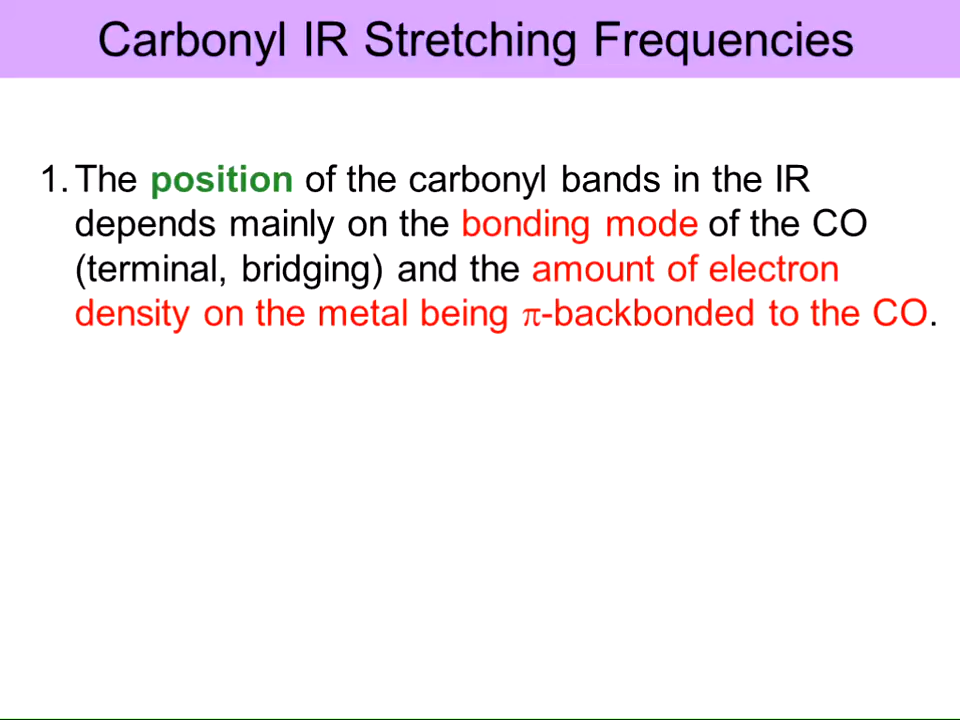 Carbonyl IR Stretching Frequencies
1. The position of the carbonyl bands in the IR
depends mainly on the bonding mode of the CO
(terminal, bridging) and the amount of electron
density on the metal being π-backbonded to the CO.